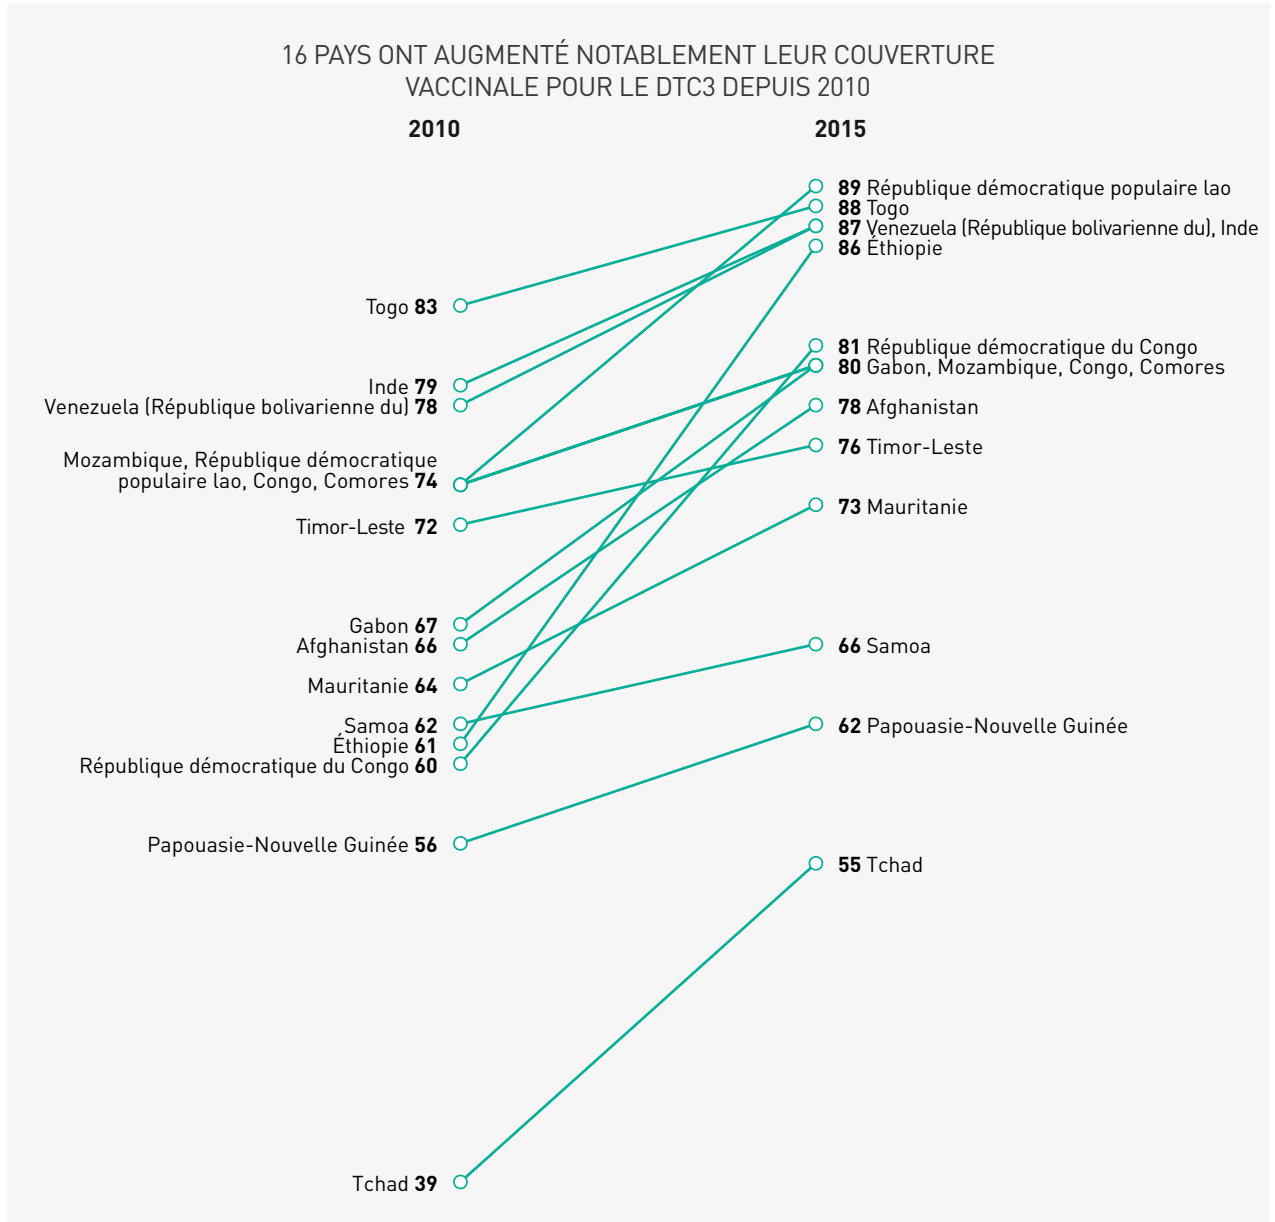 16 PAYS ONT AUGMENTÉ NOTABLEMENT LEUR COUVERTURE
VACCINALE POUR LE DTC3 DEPUIS 2010
2010
2015
Togo 83
Inde 79
Venezuela (République bolivarienne du) 78
Mozambique, République démocratique
populaire lao, Congo, Comores 74
Timor-Leste 72
Gabon 67
Afghanistan 66
Mauritanie 64
Samoa 62
Éthiopie 61
République démocratique du Congo 60
Papouasie-Nouvelle Guinée 56
Tchad 39
89 République démocratique populaire lao
88 Togo
87 Venezuela (République bolivarienne du), Inde
86 Éthiopie
81 République démocratique du Congo
80 Gabon, Mozambique, Congo, Comores
78 Afghanistan
76 Timor-Leste
73 Mauritanie
66 Samoa
62 Papouasie-Nouvelle Guinée
55 Tchad